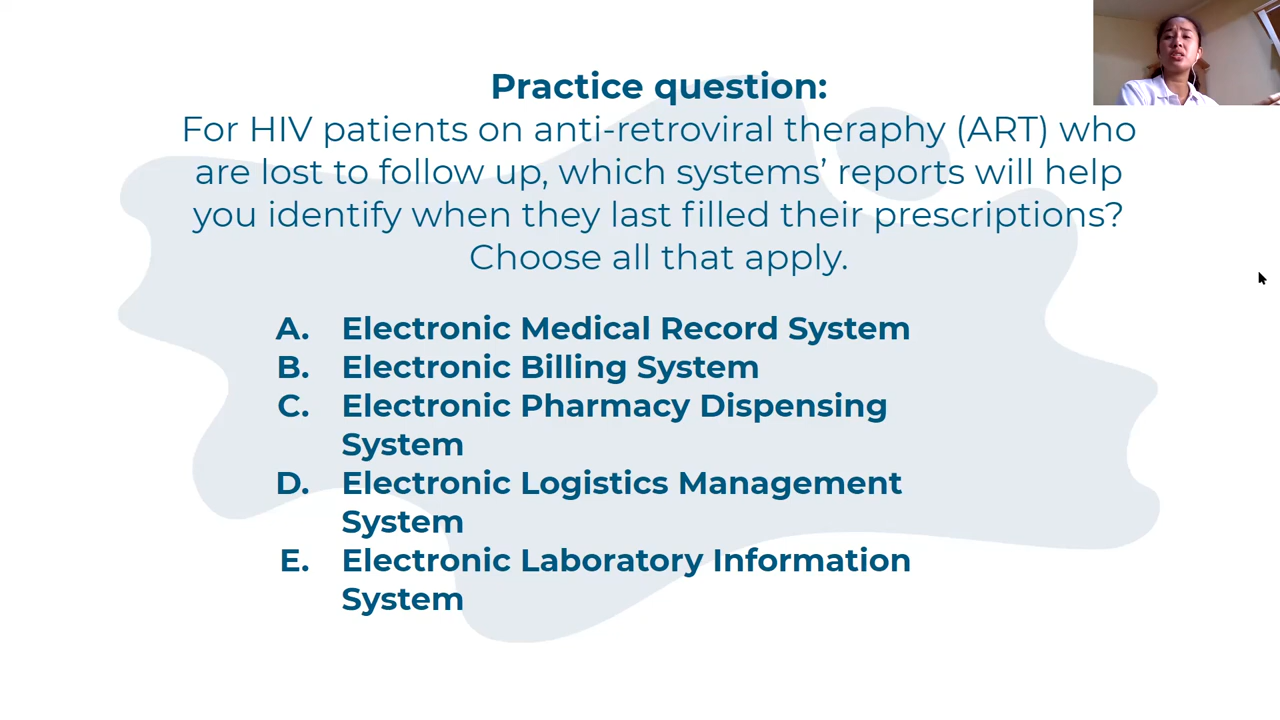 Practice question:
For HIV patients on anti-retroviral theraphy (ART) who
are lost to follow up, which systems’ reports will help
you identify when they last filled their prescriptions?
Choose all that apply.
A. Electronic Medical Record System
B. Electronic Billing System
C. Electronic Pharmacy Dispensing
System
D. Electronic Logistics Management
System
E. Electronic Laboratory Information
System